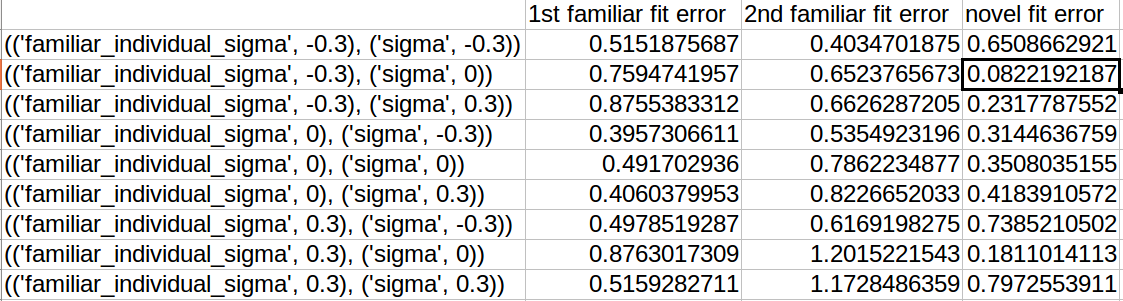 1st familiar fit error 2nd familiar fit error novel fit error
(('familiar_individual_sigma', -0.3), ('sigma', -0.3)) 0.5151875687 0.4034701875 0.6508662921
(('familiar_individual_sigma', -0.3), ('sigma', 0)) 0.7594741957 0.6523765673 0.0822192187
(('familiar_individual_sigma', -0.3), ('sigma', 0.3)) 0.8755383312 0.6626287205 0.2317787552
(('familiar_individual_sigma', 0), ('sigma', -0.3)) 0.3957306611 0.5354923196 0.3144636759
(('familiar_individual_sigma', 0), ('sigma', 0)) 0.491702936 0.7862234877 0.3508035155
(('familiar_individual_sigma', 0), ('sigma', 0.3)) 0.4060379953 0.8226652033 0.4183910572
(('familiar_individual_sigma', 0.3), ('sigma', -0.3)) 0.4978519287 0.6169198275 0.7385210502
(('familiar_individual_sigma', 0.3), ('sigma', 0)) 0.8763017309 1.2015221543 0.1811014113
(('familiar_individual_sigma', 0.3), ('sigma', 0.3)) 0.5159282711 1.1728486359 0.7972553911